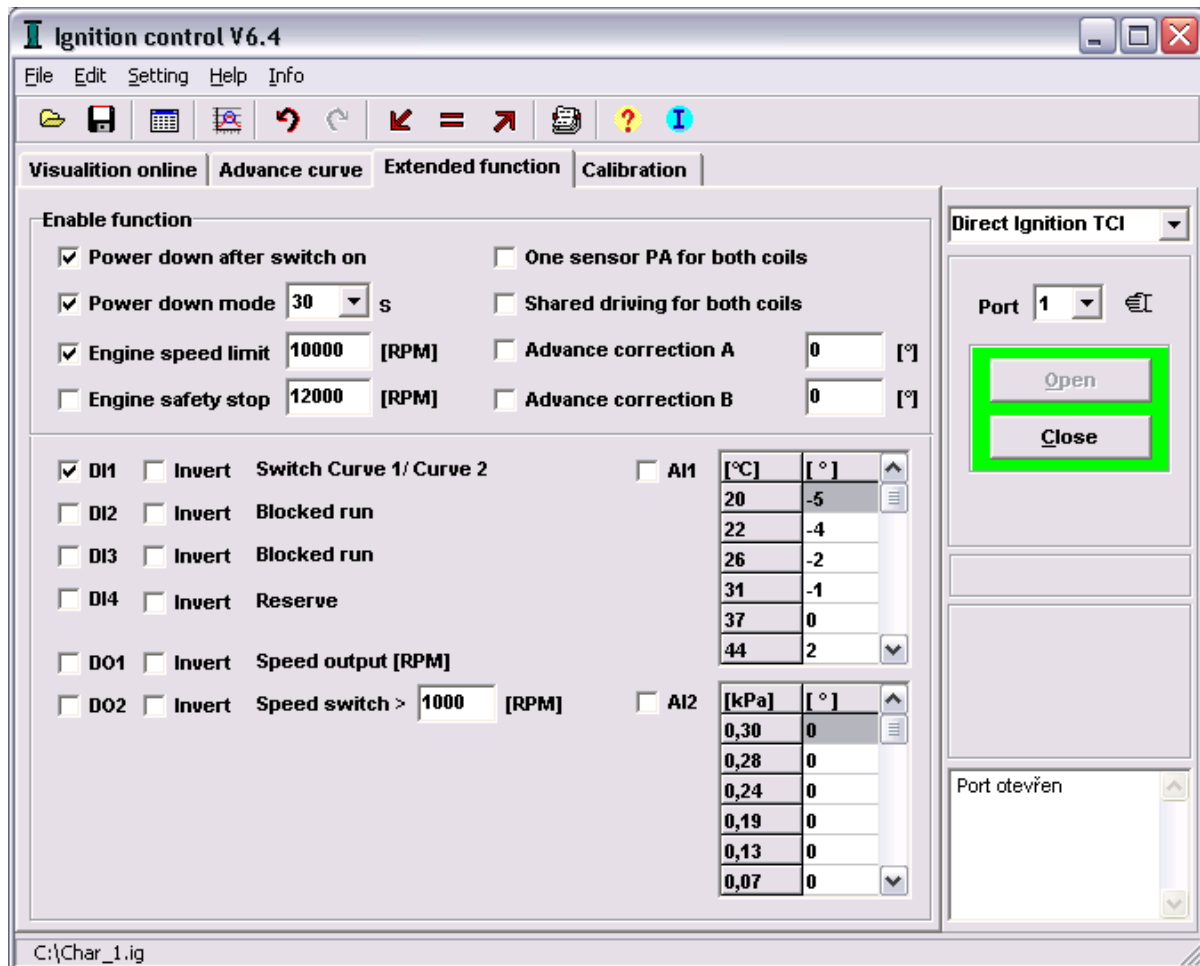 Ignition control V6.4
File Edit Setting Help Info
Visualition online Advance curve Extended function Calibration
Enable function
Power down after switch on
One sensor PA for both coils
Power down mode 30 s
Shared driving for both coils
Engine speed limit 10000 [RPM]
Advance correction A 0 [°]
Engine safety stop 12000 [RPM]
Advance correction B 0 [°]
DI1 Invert Switch Curve 1/ Curve 2
DI2 Invert Blocked run
DI3 Invert Blocked run
DI4 Invert Reserve
DO1 Invert Speed output [RPM]
DO2 Invert Speed switch > 1000 [RPM]
AI1
[°C] [ ° ]
20 -5
22 -4
26 -2
31 -1
37 0
44 2
AI2
[kPa] [ ° ]
0,30 0
0,28 0
0,24 0
0,19 0
0,13 0
0,07 0
Direct Ignition TCI
Port 1
Open
Close
Port otevřen
C:\Char_1.ig